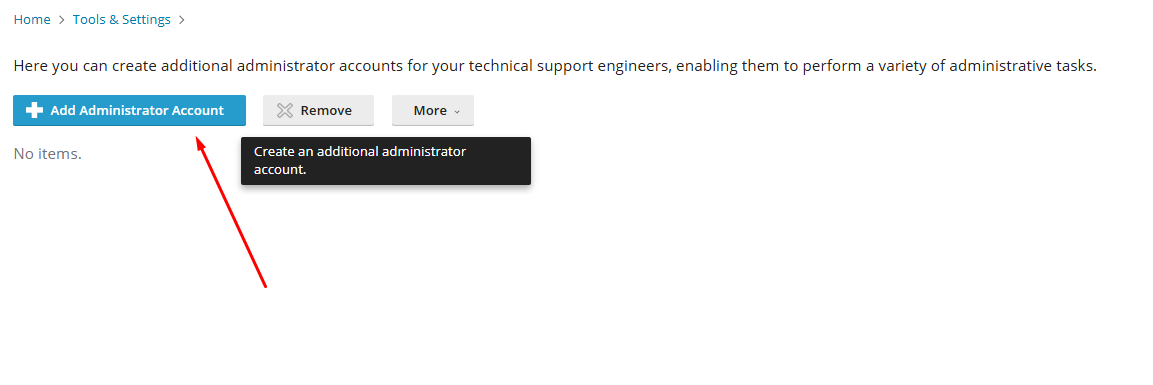 Home > Tools & Settings >
Here you can create additional administrator accounts for your technical support engineers, enabling them to perform a variety of administrative tasks.
Add Administrator Account Remove More
No items.
Create an additional administrator
account.